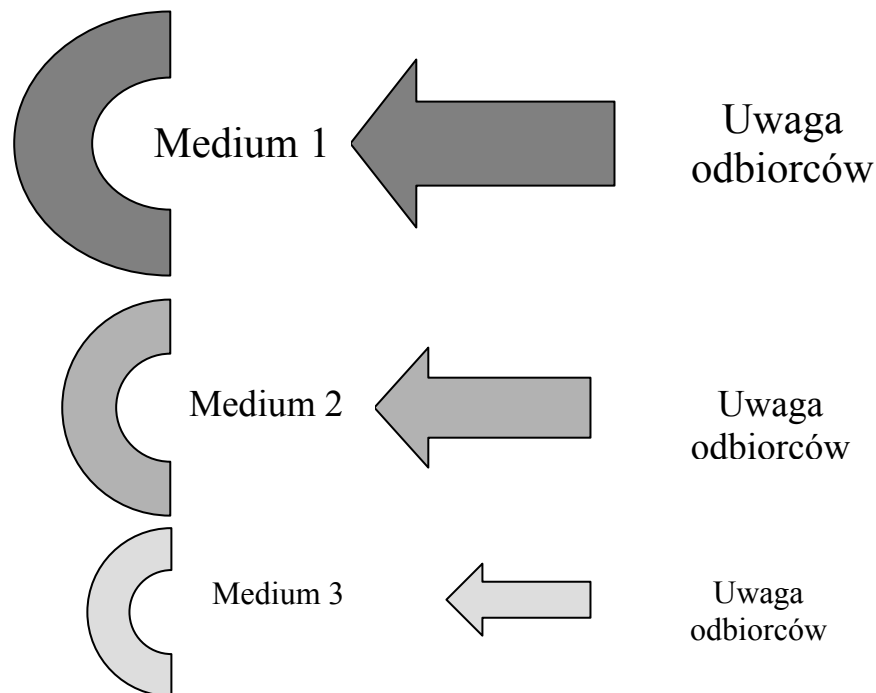 Medium 1
Uwaga
odbiorców
Medium 2
Uwaga
odbiorców
Medium 3
Uwaga
odbiorców